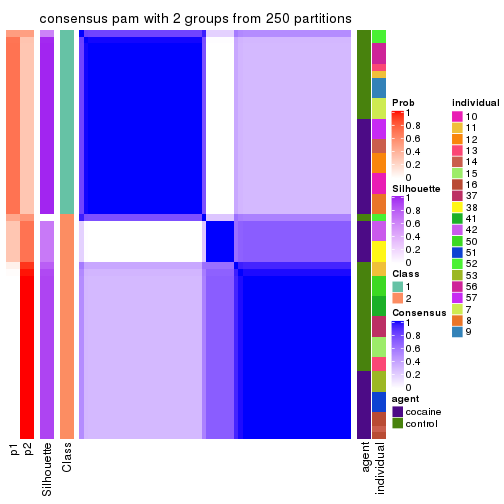 consensus pam with 2 groups from 250 partitions
p1
p2
Silhouette
Class
agent
individual
Prob
1
0.8
0.6
0.4
0.2
0
Silhouette
1
0.8
0.6
0.4
0.2
0
Class
1
2
Consensus
1
0.8
0.6
0.4
0.2
0
agent
cocaine
control
individual
10
11
12
13
14
15
16
37
38
41
42
50
51
52
53
56
57
7
8
9